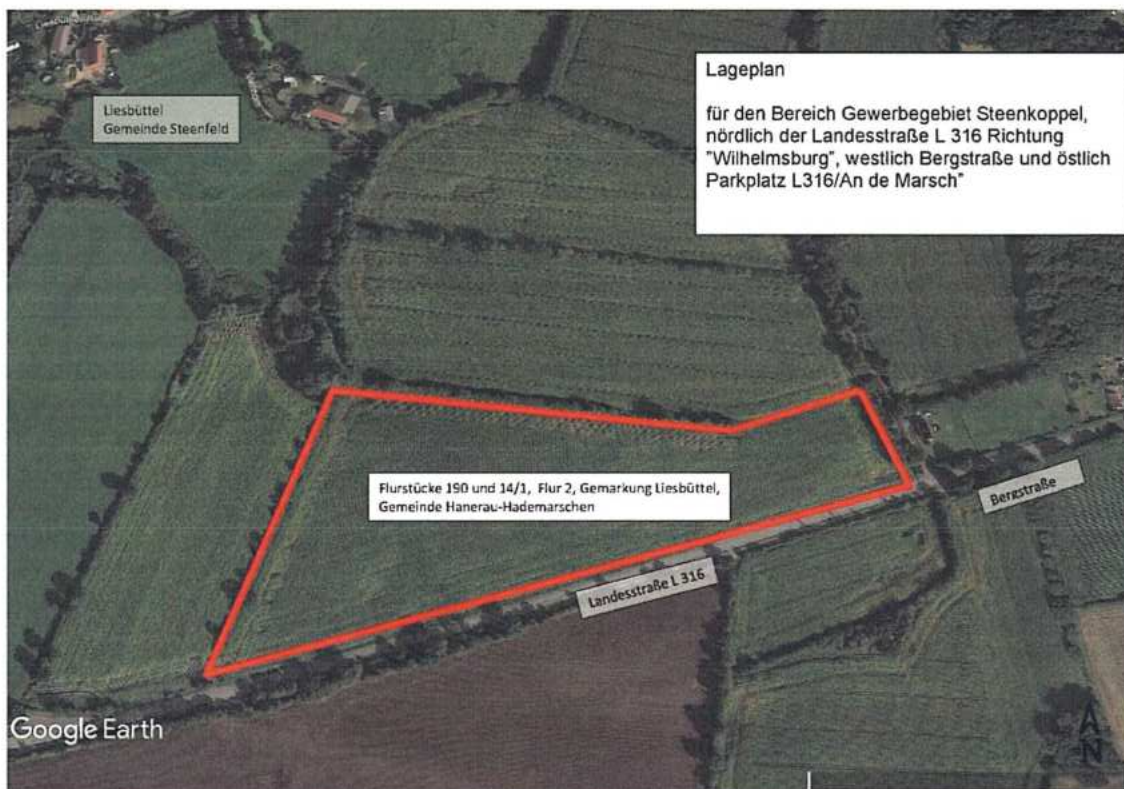 Liesbüttel
Gemeinde Steenfeld
Lageplan
für den Bereich Gewerbegebiet Steenkoppel,
nördlich der Landesstraße L 316 Richtung
"Wilhelmsburg", westlich Bergstraße und östlich
Parkplatz L316/An de Marsch"
Flurstücke 190 und 14/1, Flur 2, Gemarkung Liesbüttel,
Gemeinde Hanerau-Hademarschen
Bergstraße
Landesstraße L 316
Google Earth
N